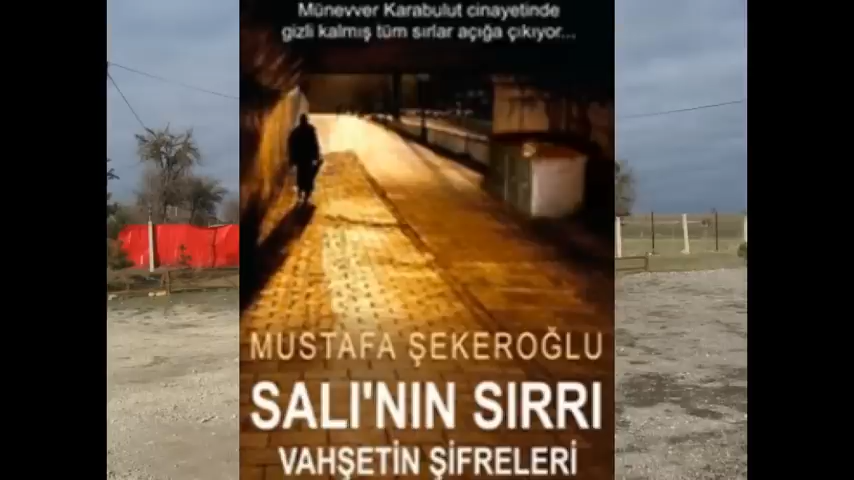 Münevver Karabulut cinayetinde
gizli kalmış tüm sırlar açığa çıkıyor...
MUSTAFA ŞEKEROĞLU
SALI'NIN SIRRI
VAHŞETİN ŞİFRELERİ